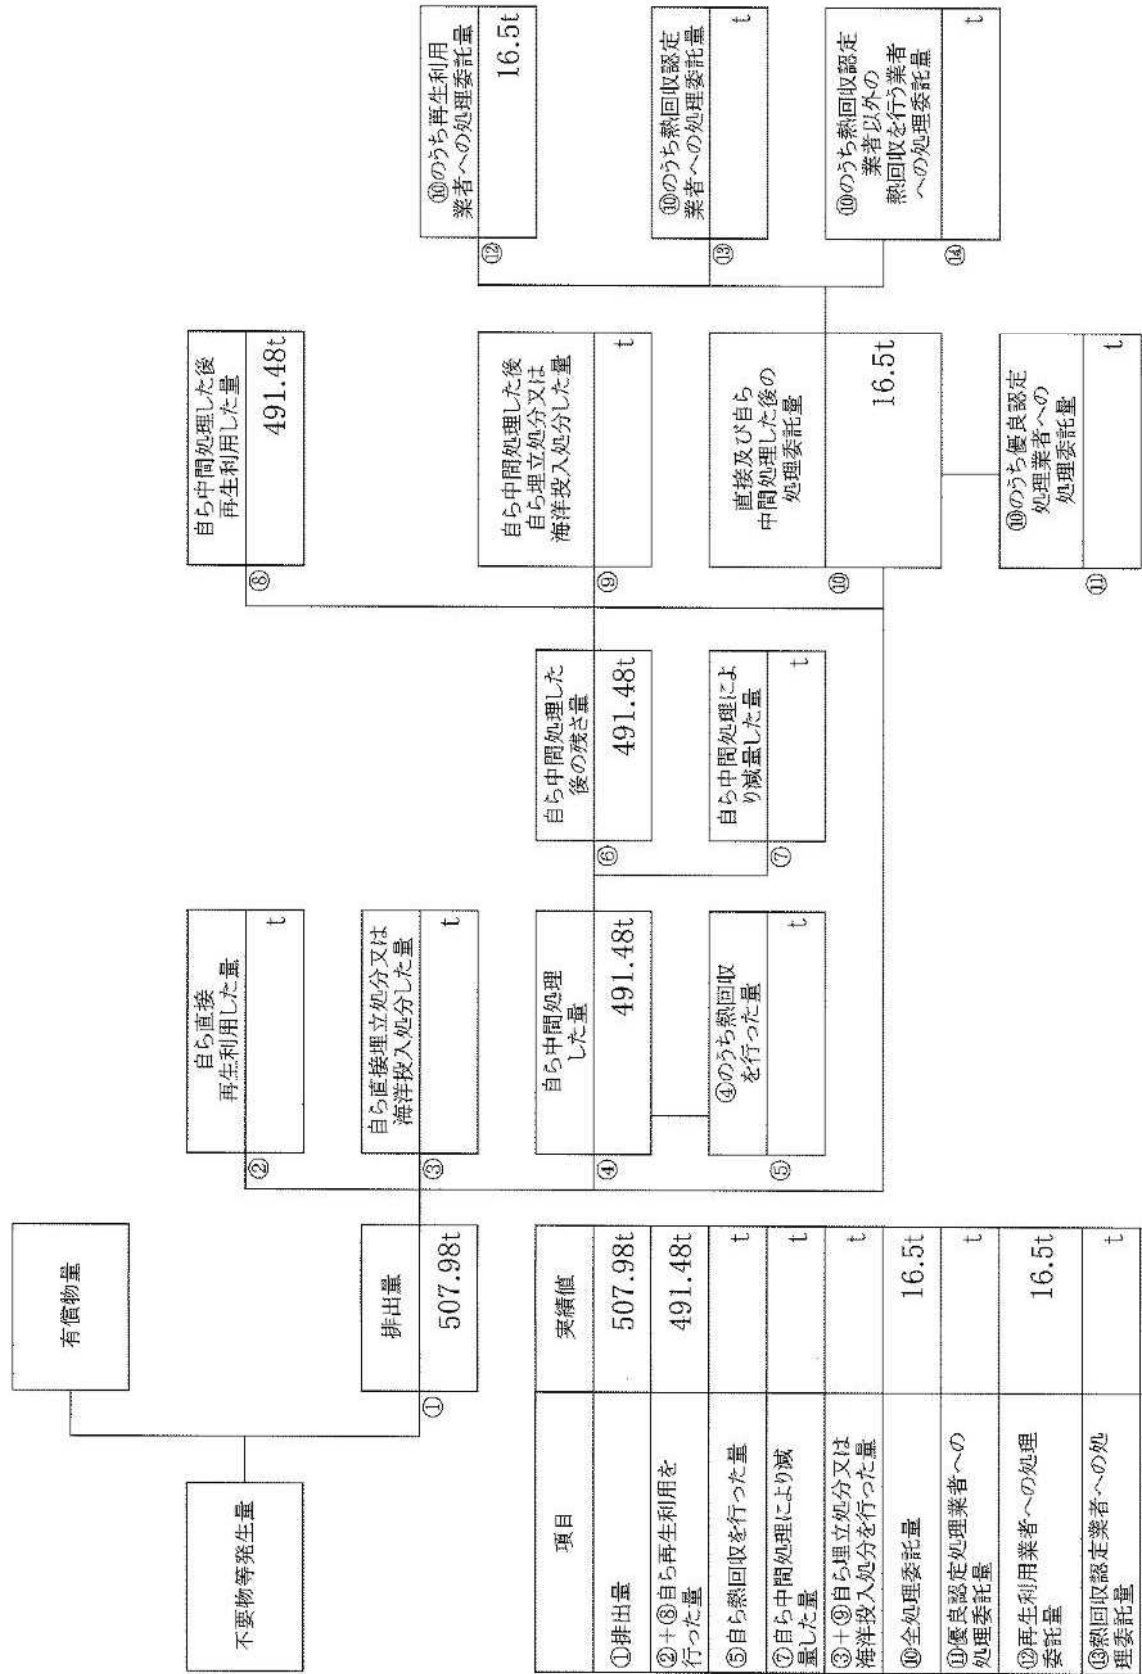 不要物等発生量
有償物量
排出量
①
507.98t
自ら直接
再生利用した量
②
t
自ら直接埋立処分又は
海洋投入処分した量
③
t
自ら中間処理
した量
④
491.48t
④のうち熱回収
を行った量
⑤
t
自ら中間処理した
後の残さ量
⑥
491.48t
自ら中間処理によ
り減量した量
⑦
t
自ら中間処理した後
再生利用した量
⑧
491.48t
自ら中間処理した後
自ら埋立処分又は
海洋投入処分した量
⑨
t
直接及び自ら
中間処理した後の
処理委託量
⑩
16.5t
⑩のうち優良認定
処理業者への
処理委託量
⑪
t
⑩のうち再生利用
業者への処理委託量
⑫
16.5t
⑩のうち熱回収認定
業者への処理委託量
⑬
t
⑩のうち熱回収認定
業者以外の
熱回収を行う業者
への処理委託量
⑭
t
項目 実績値
①排出量 507.98t
②+⑧自ら再生利用を
行った量 491.48t
⑤自ら熱回収を行った量 t
⑦自ら中間処理により減
量した量 t
③+⑨自ら埋立処分又は
海洋投入処分を行った量 t
⑩全処理委託量 16.5t
⑪優良認定処理業者への
処理委託量 t
⑫再生利用業者への処理
委託量 16.5t
⑬熱回収認定業者への処
理委託量 t